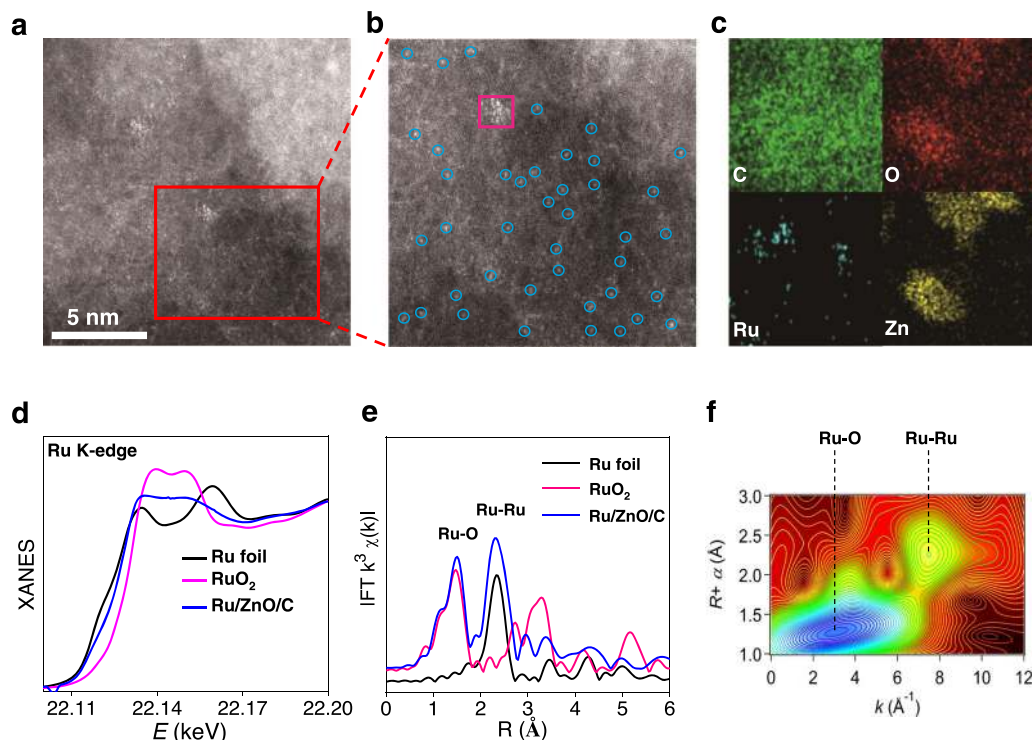 a
b
c
5 nm
C
O
Ru
Zn
d
Ru K-edge
XANES
Ru foil
RuO2
Ru/ZnO/C
22.11
22.14
22.17
22.20
E (keV)
e
|FT k³ χ(k)|
Ru foil
RuO2
Ru/ZnO/C
Ru-Ru
Ru-O
0
1
2
3
4
5
6
R (Å)
f
Ru-O
Ru-Ru
R+ α (Å)
3.0
2.5
2.0
1.5
1.0
0
2
4
6
8
10
12
k (Å⁻¹)